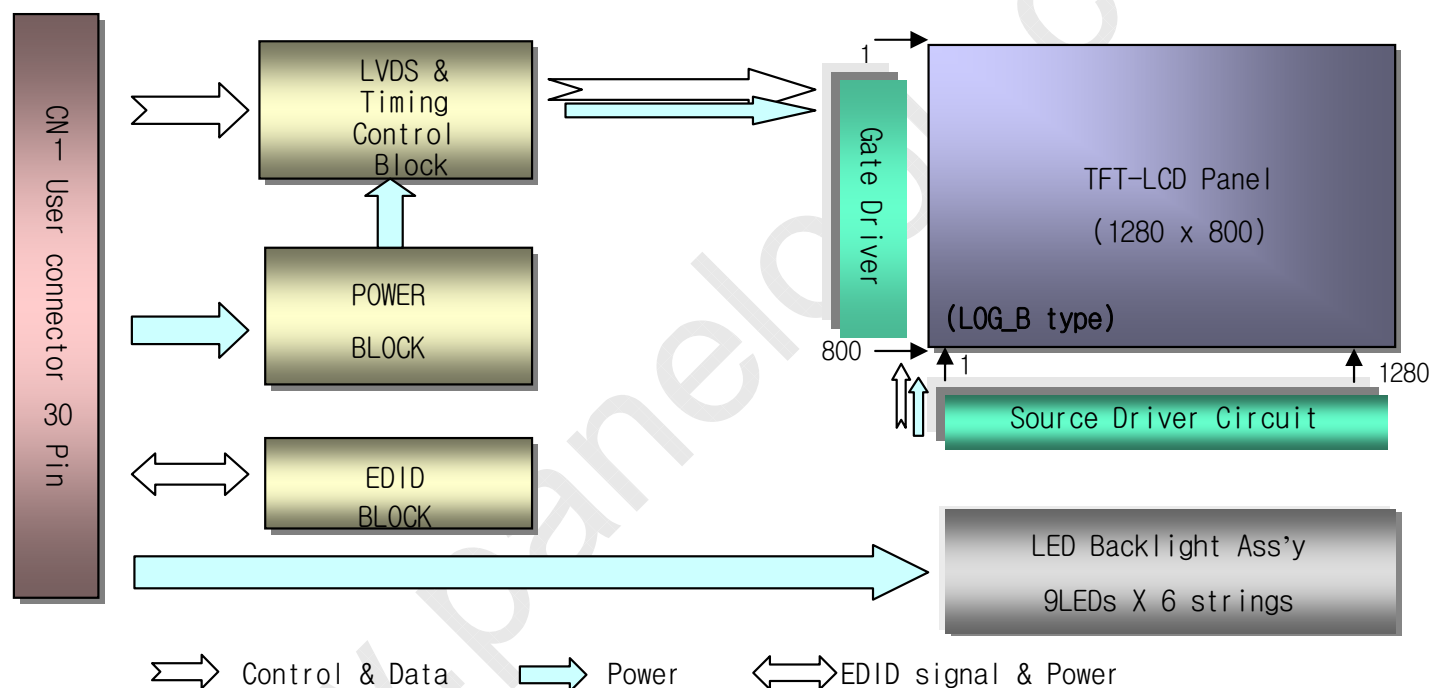 CN1- User connector 30 Pin
LVDS &
Timing
Control
Block
POWER
BLOCK
EDID
BLOCK
1
Gate Driver
800
TFT-LCD Panel
(1280 x 800)
(LOG_B type)
1
1280
Source Driver Circuit
LED Backlight Ass’y
9LEDs X 6 strings
Control & Data
Power
EDID signal & Power